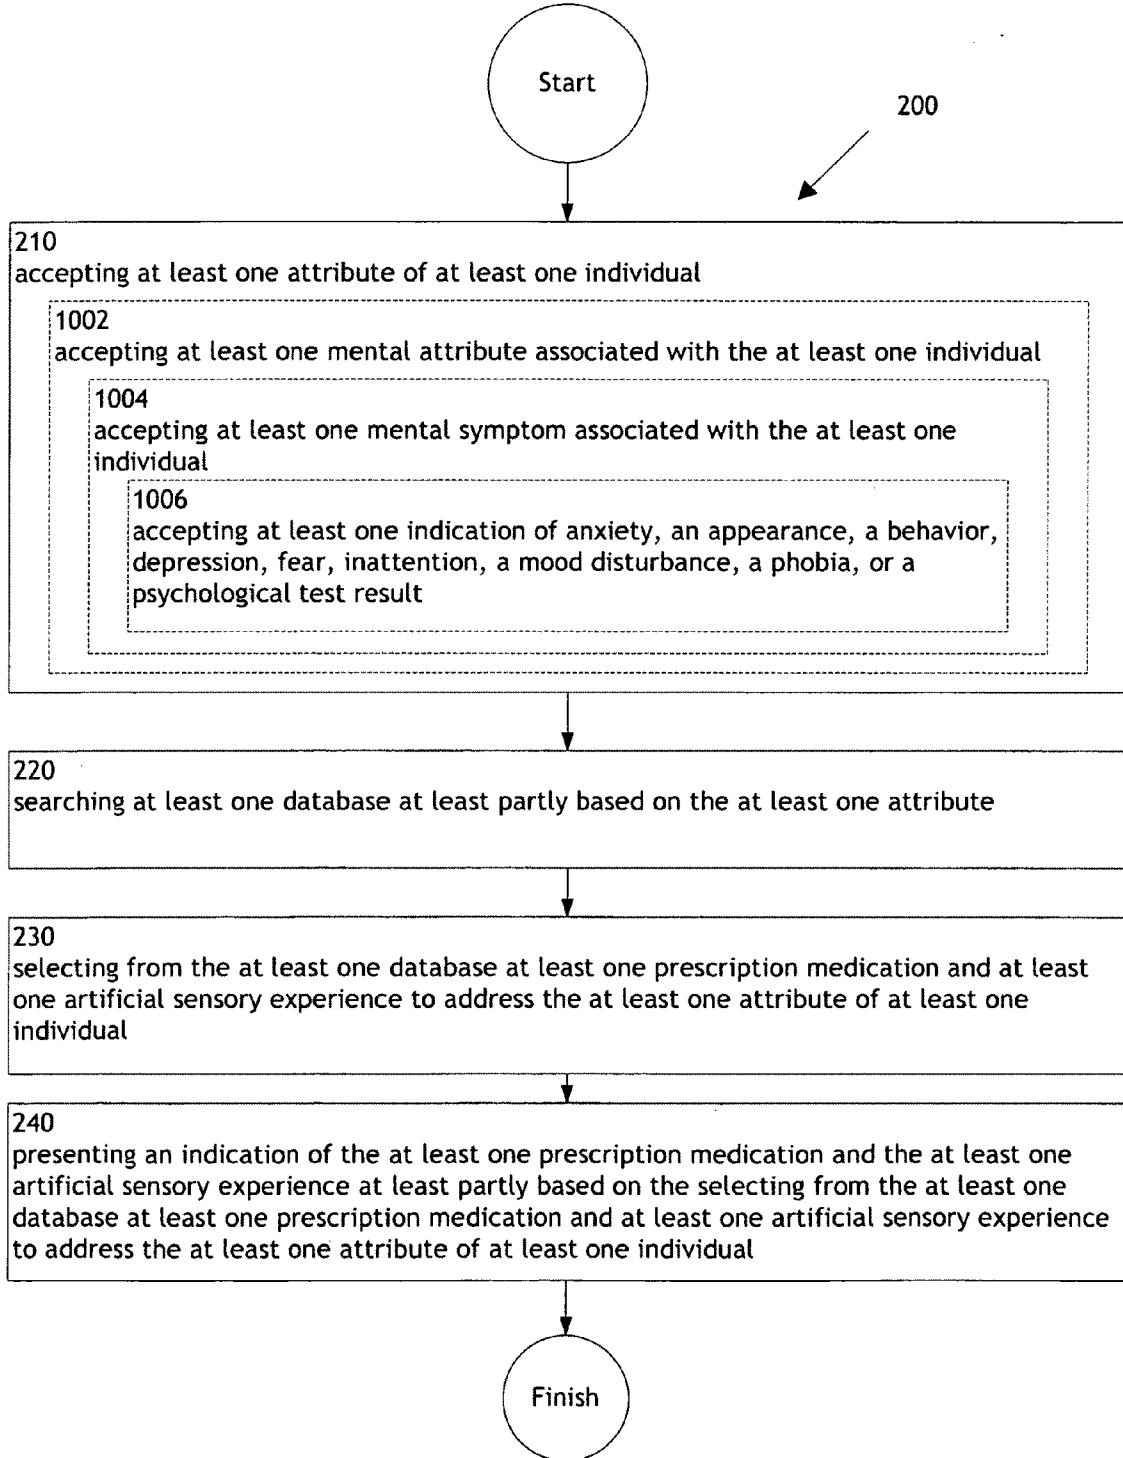 Start
200
210
accepting at least one attribute of at least one individual
1002
accepting at least one mental attribute associated with the at least one individual
1004
accepting at least one mental symptom associated with the at least one
individual
1006
accepting at least one indication of anxiety, an appearance, a behavior,
depression, fear, inattention, a mood disturbance, a phobia, or a
psychological test result
220
searching at least one database at least partly based on the at least one attribute
230
selecting from the at least one database at least one prescription medication and at least
one artificial sensory experience to address the at least one attribute of at least one
individual
240
presenting an indication of the at least one prescription medication and the at least one
artificial sensory experience at least partly based on the selecting from the at least one
database at least one prescription medication and at least one artificial sensory experience
to address the at least one attribute of at least one individual
Finish